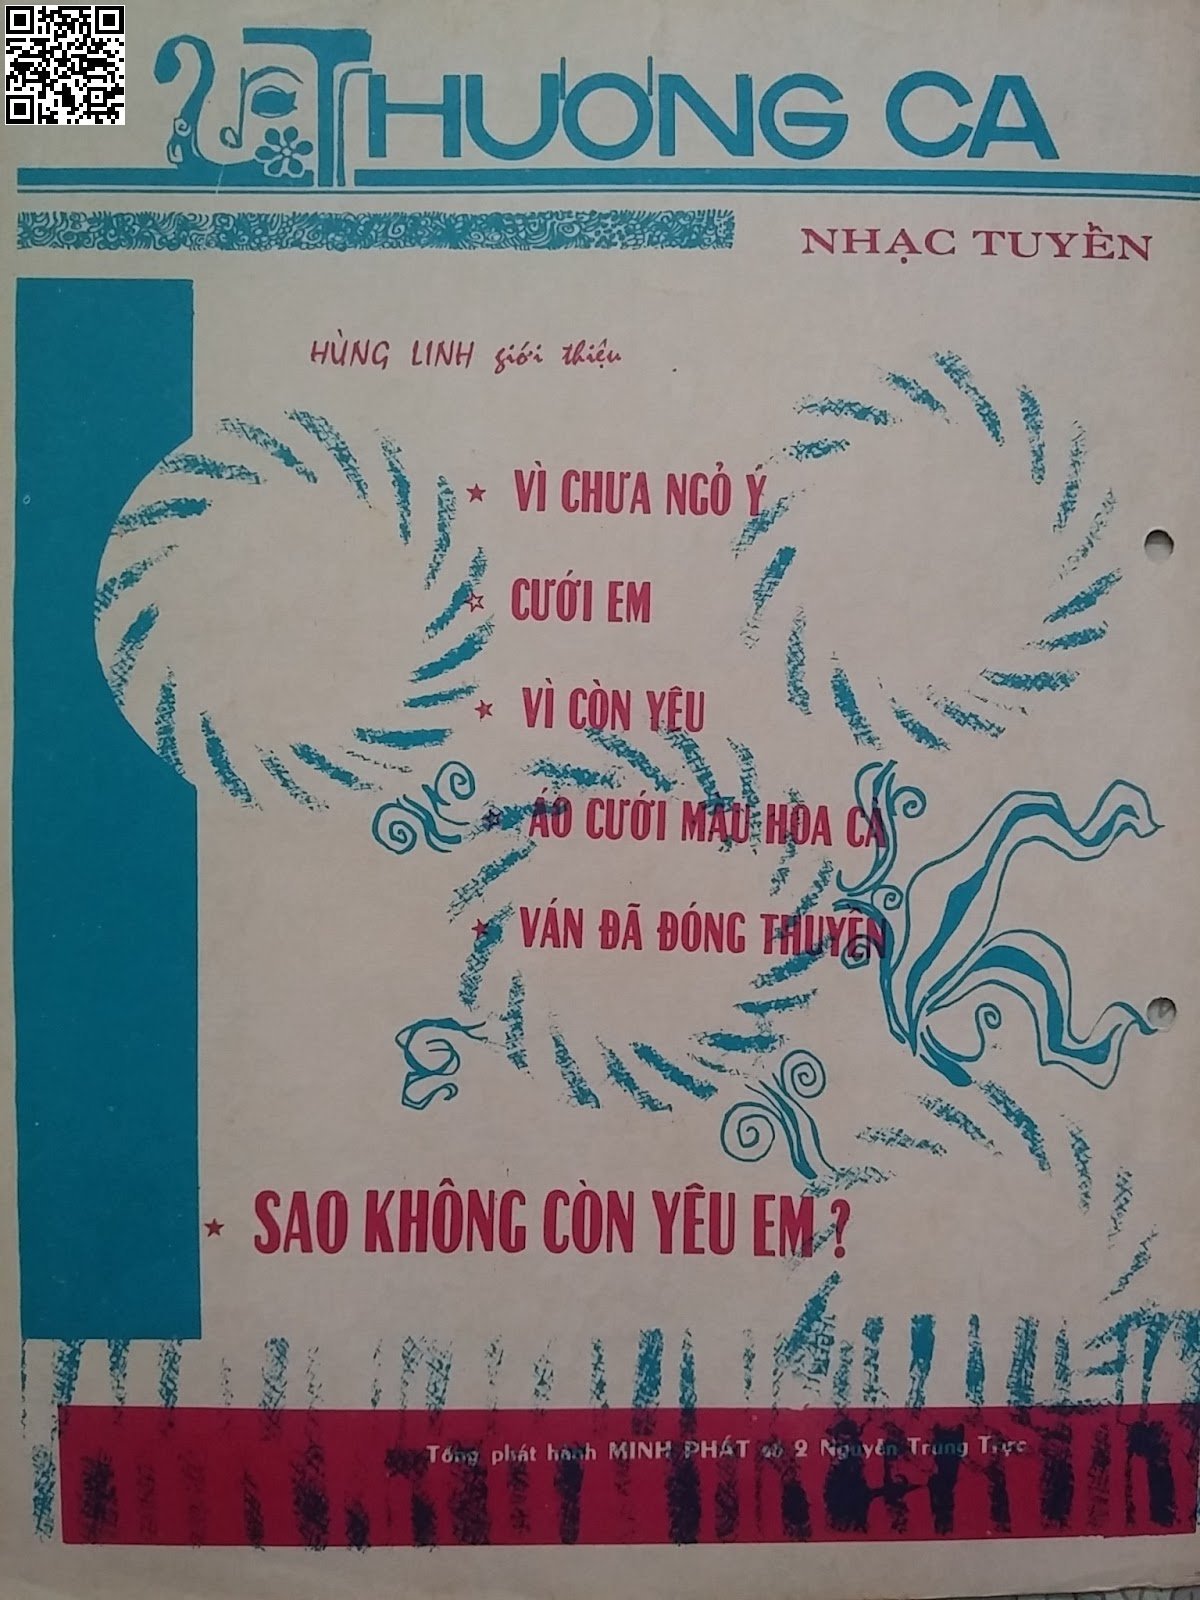 THƯƠNG CA
NHẠC TUYỀN
HÙNG LINH giới thiệu
VÌ CHƯA NGỎ Ý
CƯỚI EM
VÌ CÒN YÊU
ÁO CƯỚI MÀU HOA CÀ
VÁN ĐÃ ĐÓNG THUYỀN
SAO KHÔNG CÒN YÊU EM ?
Tổng phát hành MINH PHÁT số 2 Nguyễn Trung Trực